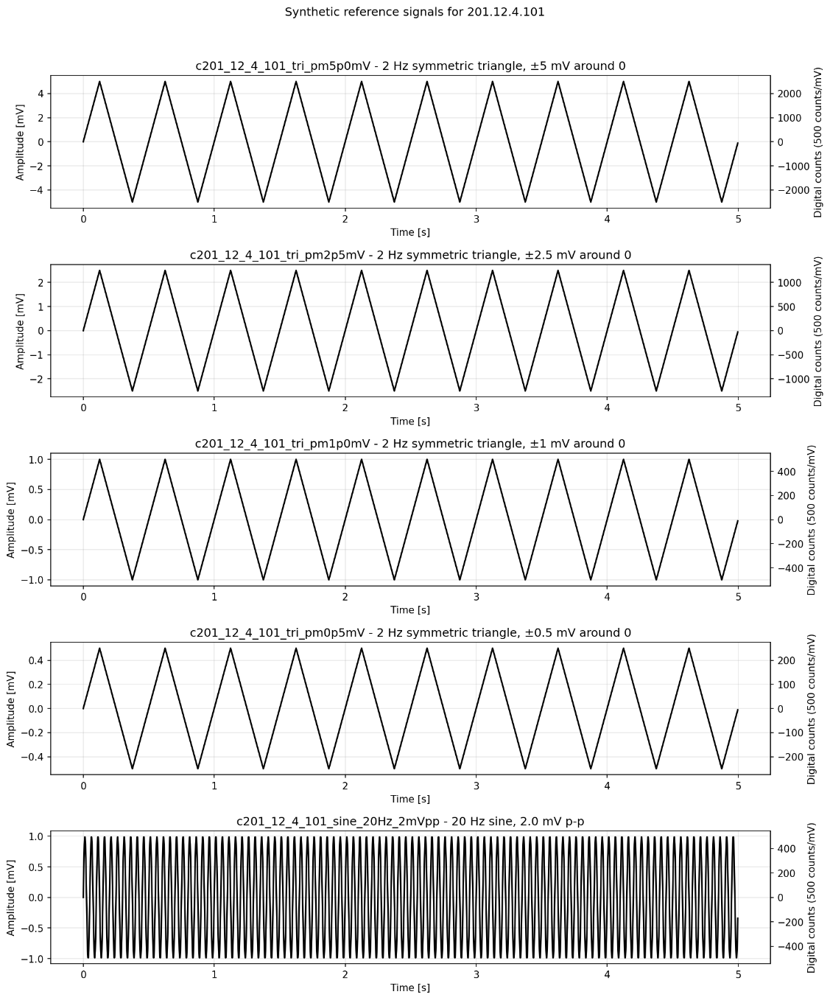 Synthetic reference signals for 201.12.4.101
c201_12_4_101_tri_pm5p0mV - 2 Hz symmetric triangle, ±5 mV around 0
Amplitude [mV]
4
2
0
−2
−4
2000
1000
0
−1000
−2000
Digital counts (500 counts/mV)
0 1 2 3 4 5
Time [s]
c201_12_4_101_tri_pm2p5mV - 2 Hz symmetric triangle, ±2.5 mV around 0
Amplitude [mV]
2
1
0
−1
−2
1000
500
0
−500
−1000
Digital counts (500 counts/mV)
0 1 2 3 4 5
Time [s]
c201_12_4_101_tri_pm1p0mV - 2 Hz symmetric triangle, ±1 mV around 0
Amplitude [mV]
1.0
0.5
0.0
−0.5
−1.0
400
200
0
−200
−400
Digital counts (500 counts/mV)
0 1 2 3 4 5
Time [s]
c201_12_4_101_tri_pm0p5mV - 2 Hz symmetric triangle, ±0.5 mV around 0
Amplitude [mV]
0.4
0.2
0.0
−0.2
−0.4
200
100
0
−100
−200
Digital counts (500 counts/mV)
0 1 2 3 4 5
Time [s]
c201_12_4_101_sine_20Hz_2mVpp - 20 Hz sine, 2.0 mV p-p
Amplitude [mV]
1.0
0.5
0.0
−0.5
−1.0
400
200
0
−200
−400
Digital counts (500 counts/mV)
0 1 2 3 4 5
Time [s]